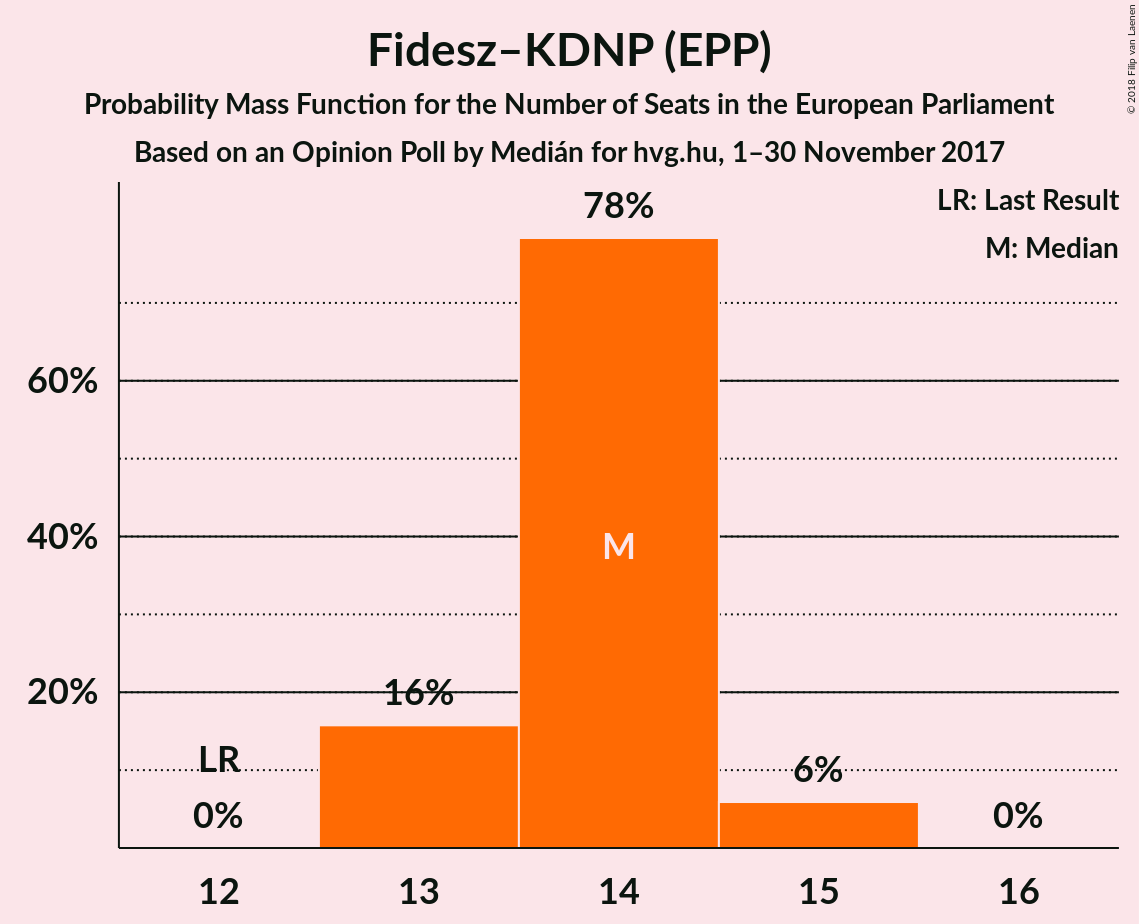 Fidesz–KDNP (EPP)
Probability Mass Function for the Number of Seats in the European Parliament
Based on an Opinion Poll by Medián for hvg.hu, 1–30 November 2017
© 2018 Filip van Laenen
LR: Last Result
M: Median
78%
60%
40%
M
20%
16%
LR
6%
0%
0%
12 13 14 15 16